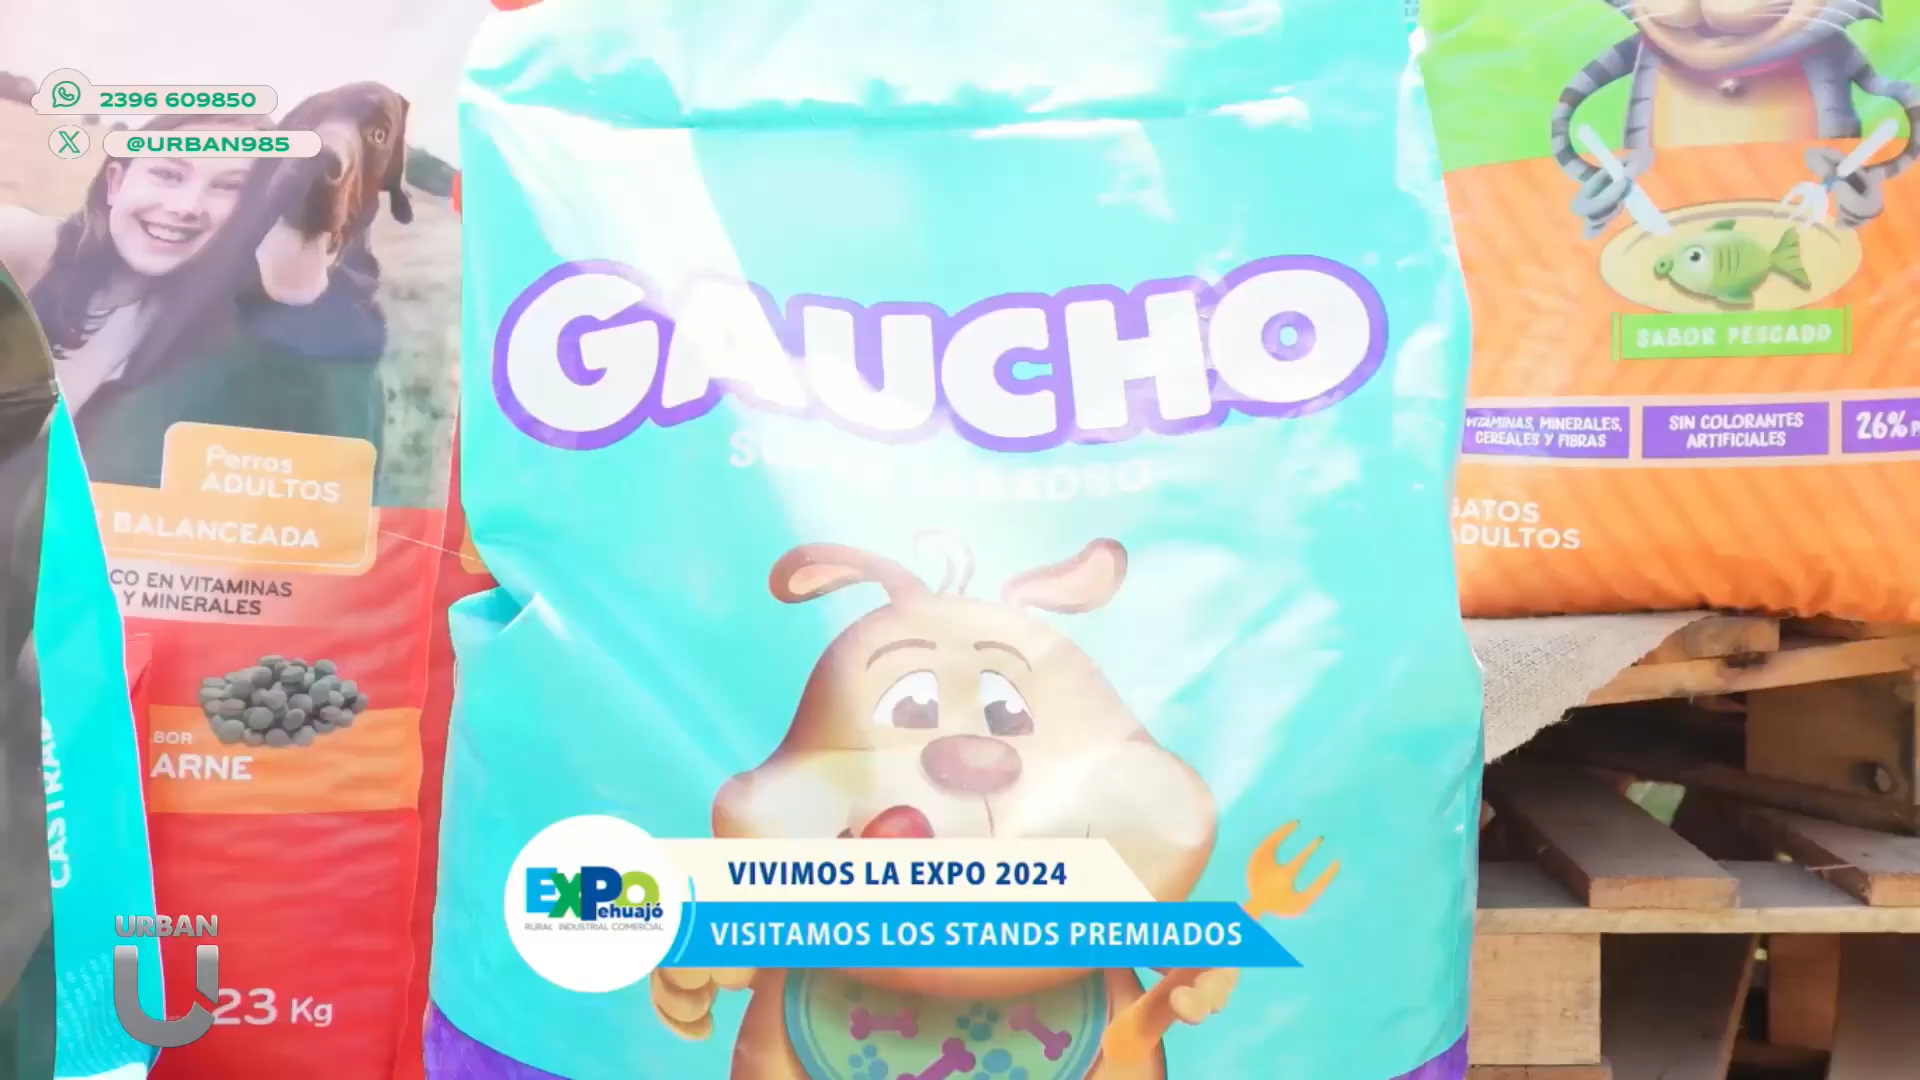 2396 609850
@URBAN985
GAUCHO
SABOR PESCADO
VITAMINAS, MINERALES,
CEREALES Y FIBRAS
SIN COLORANTES
ARTIFICIALES
26%
GATOS
ADULTOS
Perros
ADULTOS
BALANCEADA
CO EN VITAMINAS
Y MINERALES
BOR
ARNE
23 Kg
CASTRAD
EXPO
Pehuajó
RURAL INDUSTRIAL COMERCIAL
VIVIMOS LA EXPO 2024
VISITAMOS LOS STANDS PREMIADOS
URBAN
U